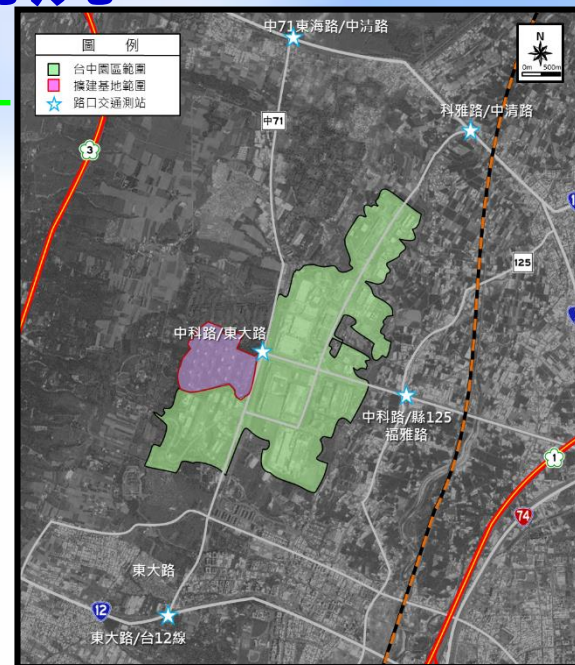 圖 例
台中園區範圍
擴建基地範圍
路口交通測站
中71東海路/中清路
N
0m 500m
科雅路/中清路
中71
3
125
中科路/東大路
中科路/縣125
福雅路
1
74
東大路
12
東大路/台12線